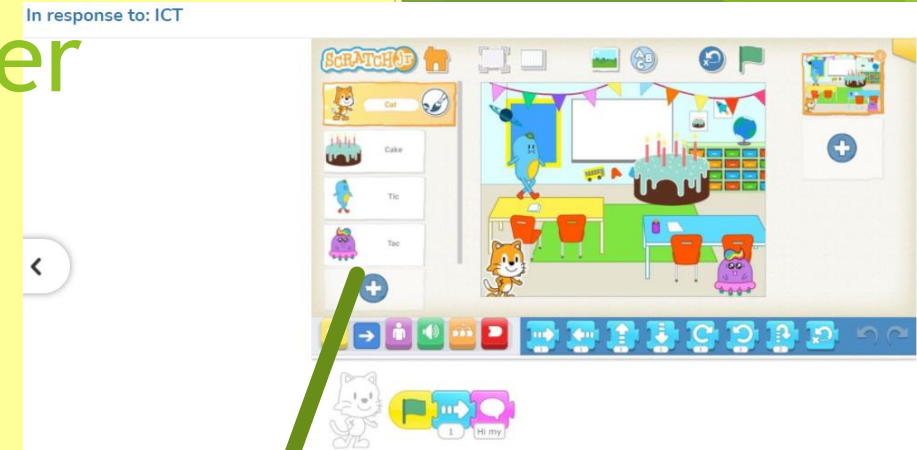 In response to: ICT
er
SCRATCHJr
Cat
Cake
Tic
Tac
1
Hi my